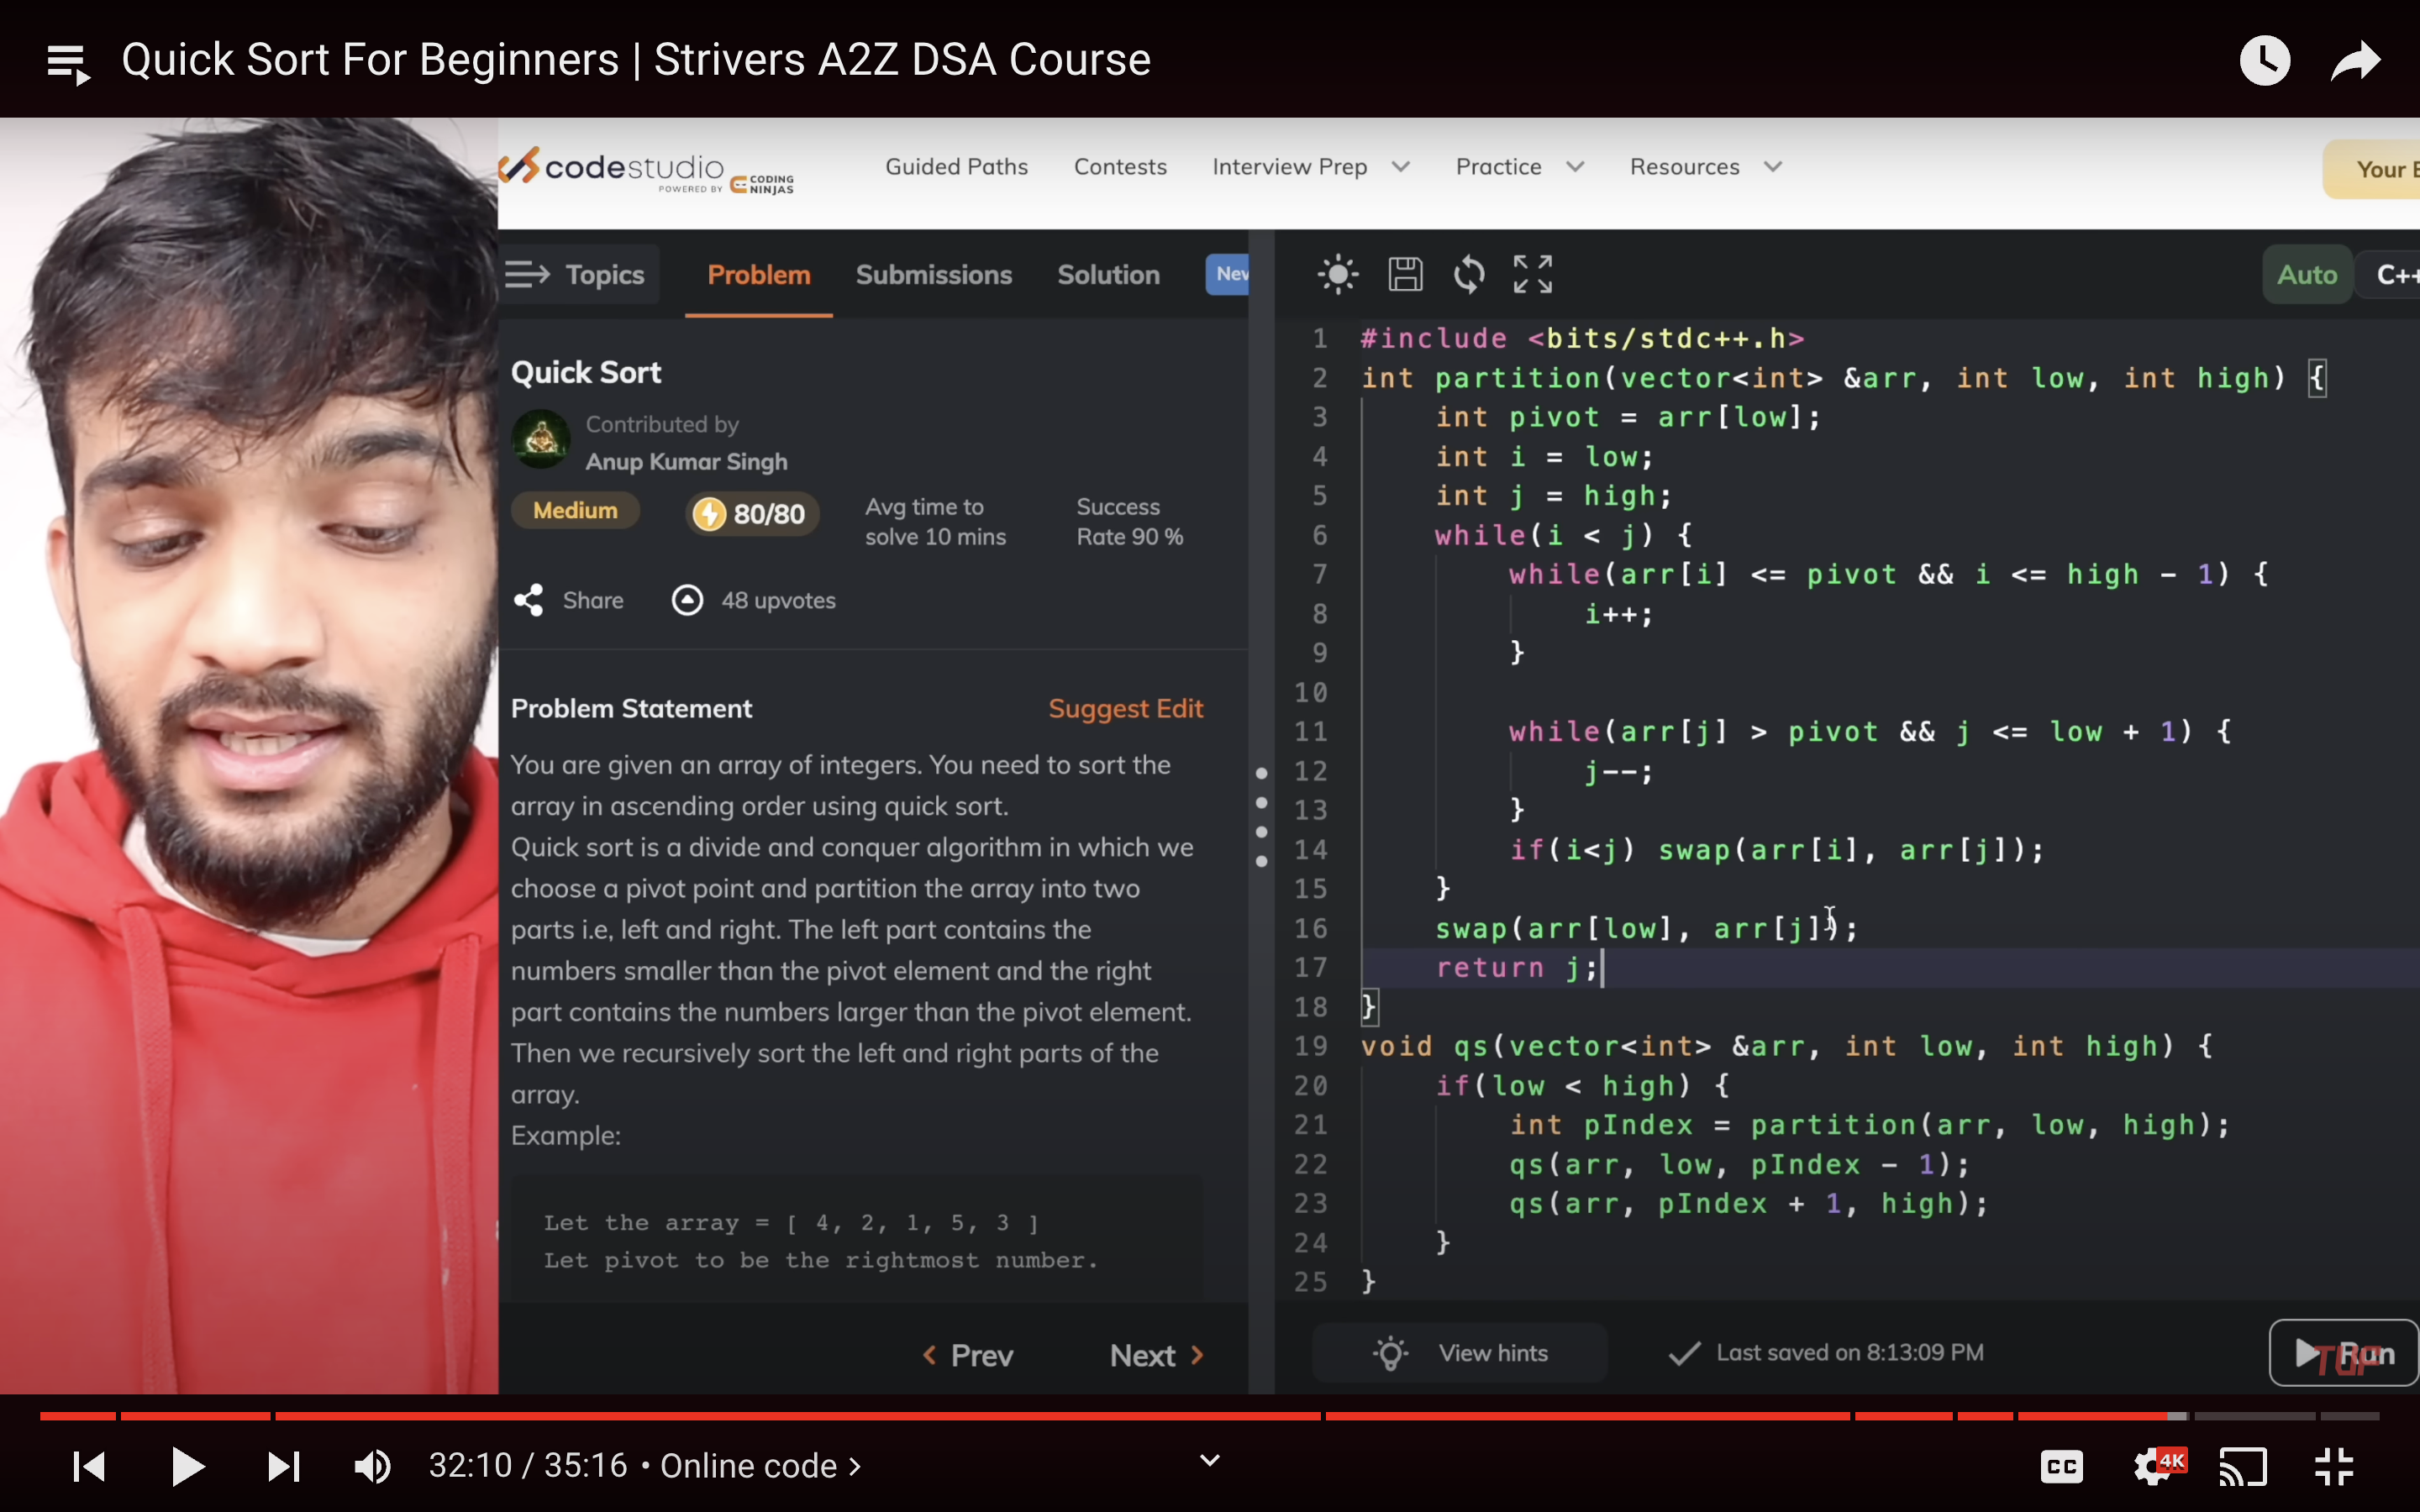 Quick Sort For Beginners | Strivers A2Z DSA Course
codestudio
POWERED BY CODING NINJAS
Guided Paths Contests Interview Prep Practice Resources
Your
Topics Problem Submissions Solution
Auto C++
Quick Sort
Contributed by
Anup Kumar Singh
Medium 80/80 Avg time to solve 10 mins Success Rate 90 %
Share 48 upvotes
Problem Statement Suggest Edit
You are given an array of integers. You need to sort the
array in ascending order using quick sort.
Quick sort is a divide and conquer algorithm in which we
choose a pivot point and partition the array into two
parts i.e, left and right. The left part contains the
numbers smaller than the pivot element and the right
part contains the numbers larger than the pivot element.
Then we recursively sort the left and right parts of the
array.
Example:
Let the array = [ 4, 2, 1, 5, 3 ]
Let pivot to be the rightmost number.
Prev Next
1 #include <bits/stdc++.h>
2 int partition(vector<int> &arr, int low, int high) {
3 int pivot = arr[low];
4 int i = low;
5 int j = high;
6 while(i < j) {
7 while(arr[i] <= pivot && i <= high - 1) {
8 i++;
9 }
10
11 while(arr[j] > pivot && j <= low + 1) {
12 j--;
13 }
14 if(i<j) swap(arr[i], arr[j]);
15 }
16 swap(arr[low], arr[j]);
17 return j;
18 }
19 void qs(vector<int> &arr, int low, int high) {
20 if(low < high) {
21 int pIndex = partition(arr, low, high);
22 qs(arr, low, pIndex - 1);
23 qs(arr, pIndex + 1, high);
24 }
25 }
View hints Last saved on 8:13:09 PM Run
TUF
32:10 / 35:16 • Online code
CC 4K